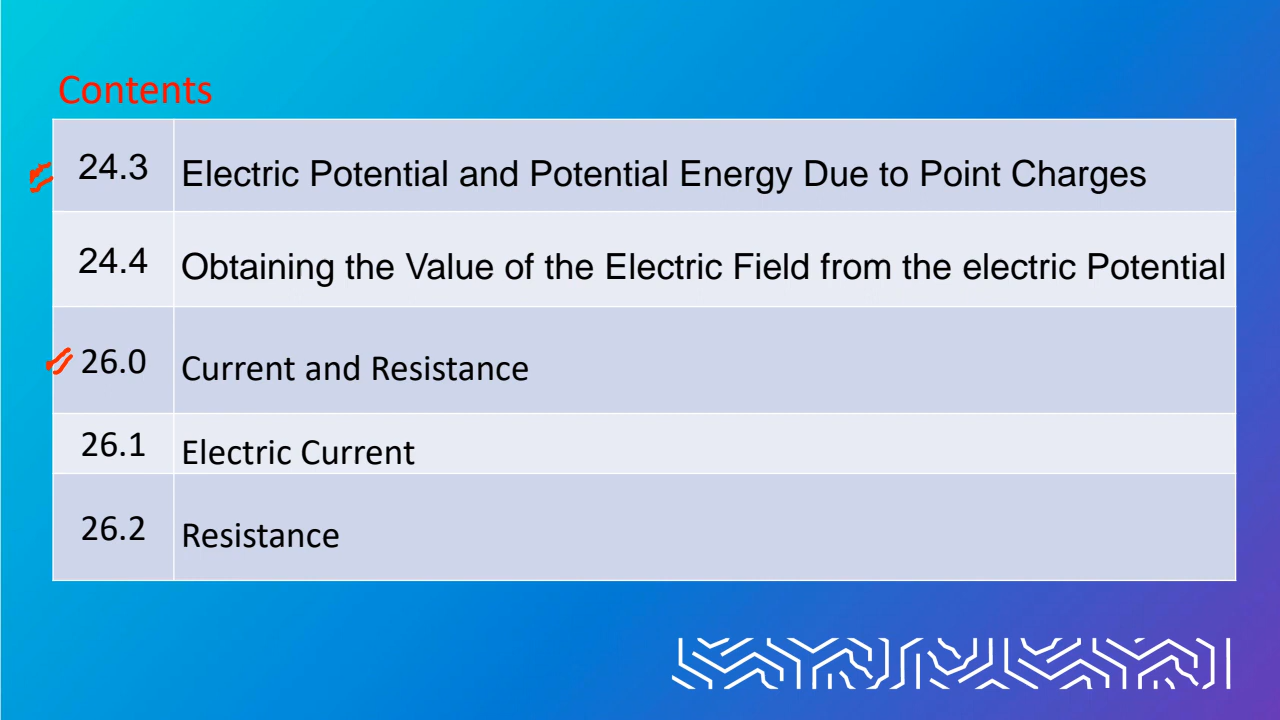 Contents
24.3 Electric Potential and Potential Energy Due to Point Charges
24.4 Obtaining the Value of the Electric Field from the electric Potential
26.0 Current and Resistance
26.1 Electric Current
26.2 Resistance